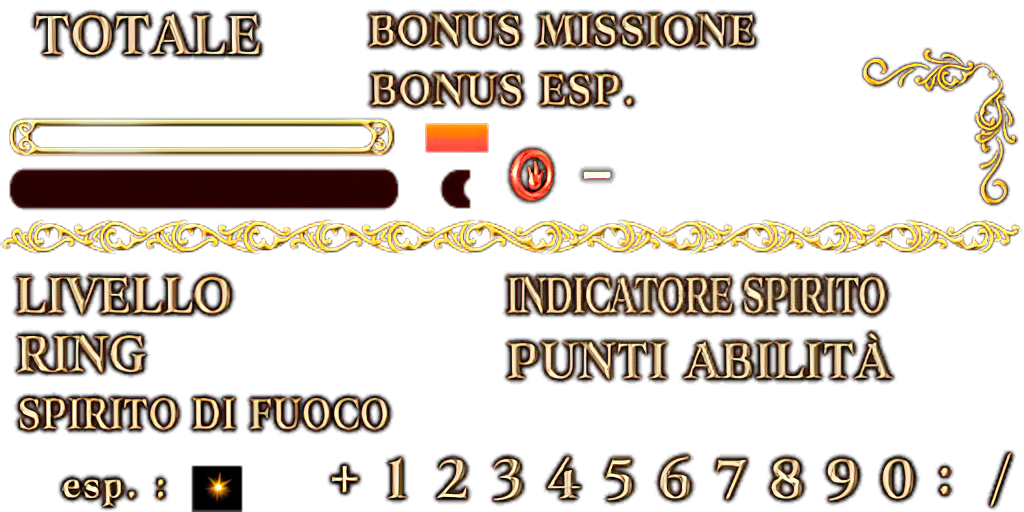 TOTALE
BONUS MISSIONE
BONUS ESP.
LIVELLO
INDICATORE SPIRITO
RING
PUNTI ABILITÀ
SPIRITO DI FUOCO
esp. :
+ 1 2 3 4 5 6 7 8 9 0 : /